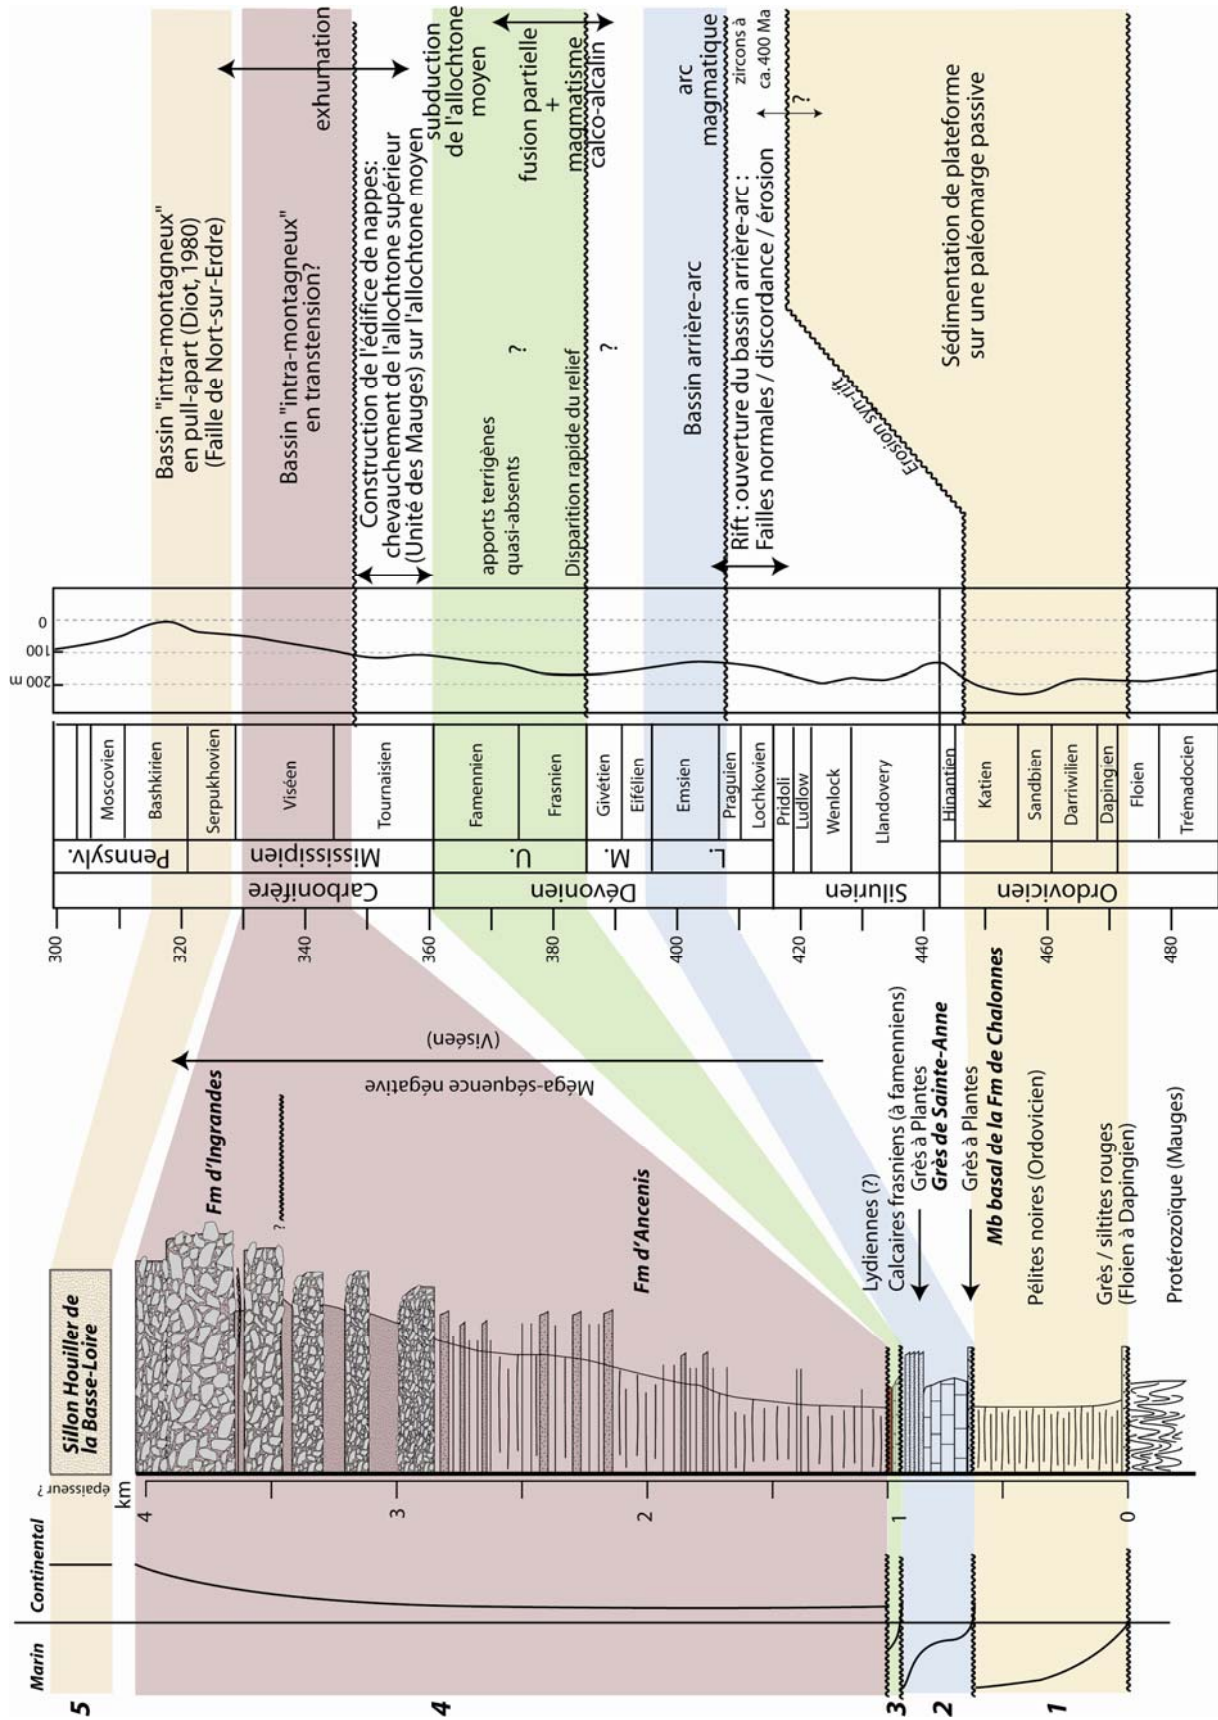 5
4
3
2
1
Marin
Continental
épaisseur ?
km
4
3
2
1
0
Sillon Houiller de
la Basse-Loire
Fm d'Ingrandes
?
Fm d'Ancenis
Méga-séquence négative
(Viséen)
Lydiennes (?)
Calcaires frasniens (à famenniens)
Grès à Plantes
Grès de Sainte-Anne
Grès à Plantes
Mb basal de la Fm de Chalonnes
Pélites noires (Ordovicien)
Grès / siltites rouges
(Floien à Dapingien)
Protérozoïque (Mauges)
300
320
340
360
380
400
420
440
460
480
Carbonifère
Dévonien
Silurien
Ordovicien
Pennsylv.
Mississipien
U.
M.
L.
Moscovien
Bashkirien
Serpukhovien
Viséen
Tournaisien
Famennien
Frasnien
Givétien
Eifélien
Emsien
Praguien
Lochkovien
Pridoli
Ludlow
Wenlock
Llandovery
Hinantien
Katien
Sandbien
Darriwilien
Dapingien
Floien
Trémadocien
200
m
100
0
Bassin "intra-montagneux"
en pull-apart (Diot, 1980)
(Faille de Nort-sur-Erdre)
Bassin "intra-montagneux"
en transtension?
exhumation
Construction de l'édifice de nappes:
chevauchement de l'allochtone supérieur
(Unité des Mauges) sur l'allochtone moyen
subduction
de l'allochtone
moyen
apports terrigènes
quasi-absents
?
fusion partielle
+
magmatisme
calco-alcalin
Disparition rapide du relief
?
Bassin arrière-arc
arc
magmatique
Rift : ouverture du bassin arrière-arc :
Failles normales / discordance / érosion
zircons à
ca. 400 Ma
?
Erosion syn-rift
Sédimentation de plateforme
sur une paléomarge passive